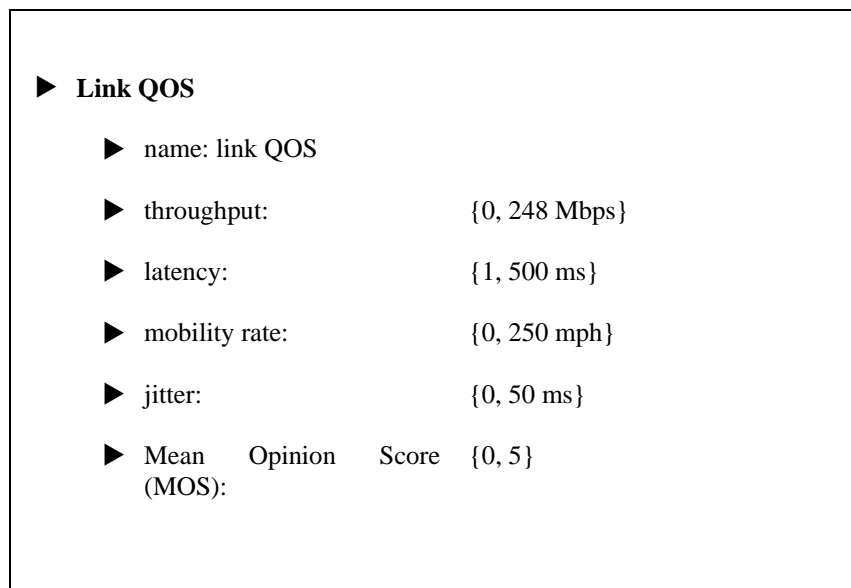 Link QOS
name: link QOS
throughput: {0, 248 Mbps}
latency: {1, 500 ms}
mobility rate: {0, 250 mph}
jitter: {0, 50 ms}
Mean Opinion Score {0, 5}
(MOS):